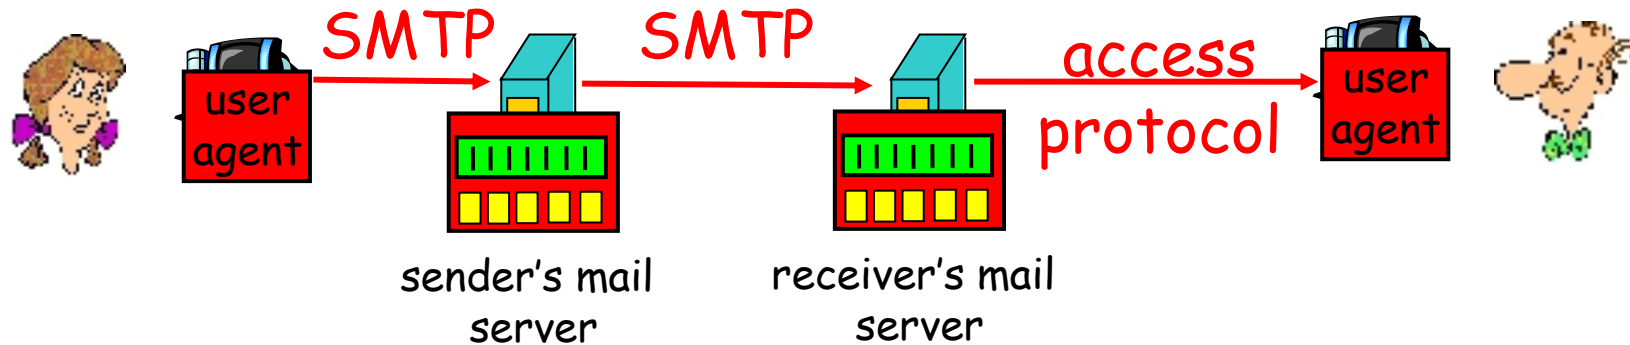 SMTP
SMTP
access
protocol
user
agent
user
agent
sender's mail
server
receiver's mail
server